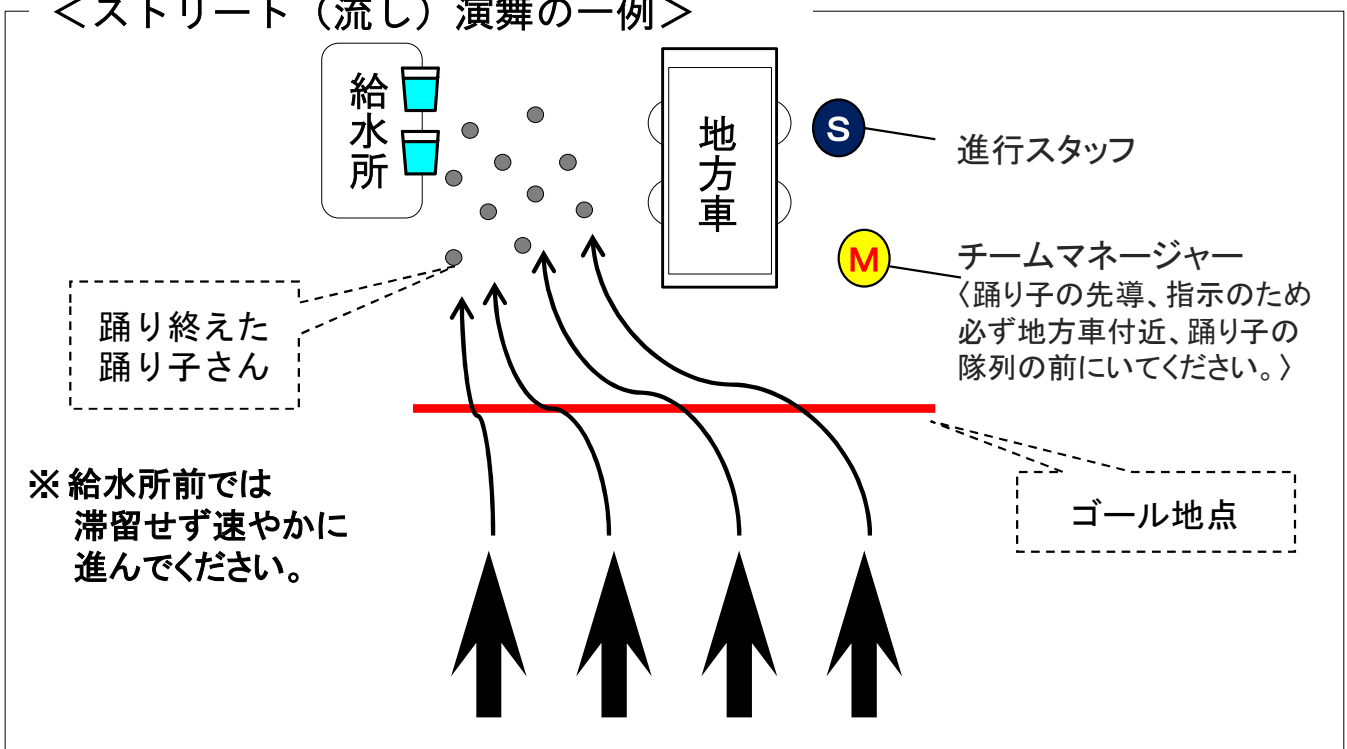 ＜ストリート（流し）演舞の一例＞
給水所
地方車
S
進行スタッフ
M
チームマネージャー
〈踊り子の先導、指示のため
必ず地方車付近、踊り子の
隊列の前にいてください。〉
踊り終えた
踊り子さん
ゴール地点
※給水所前では
滞留せず速やかに
進んでください。